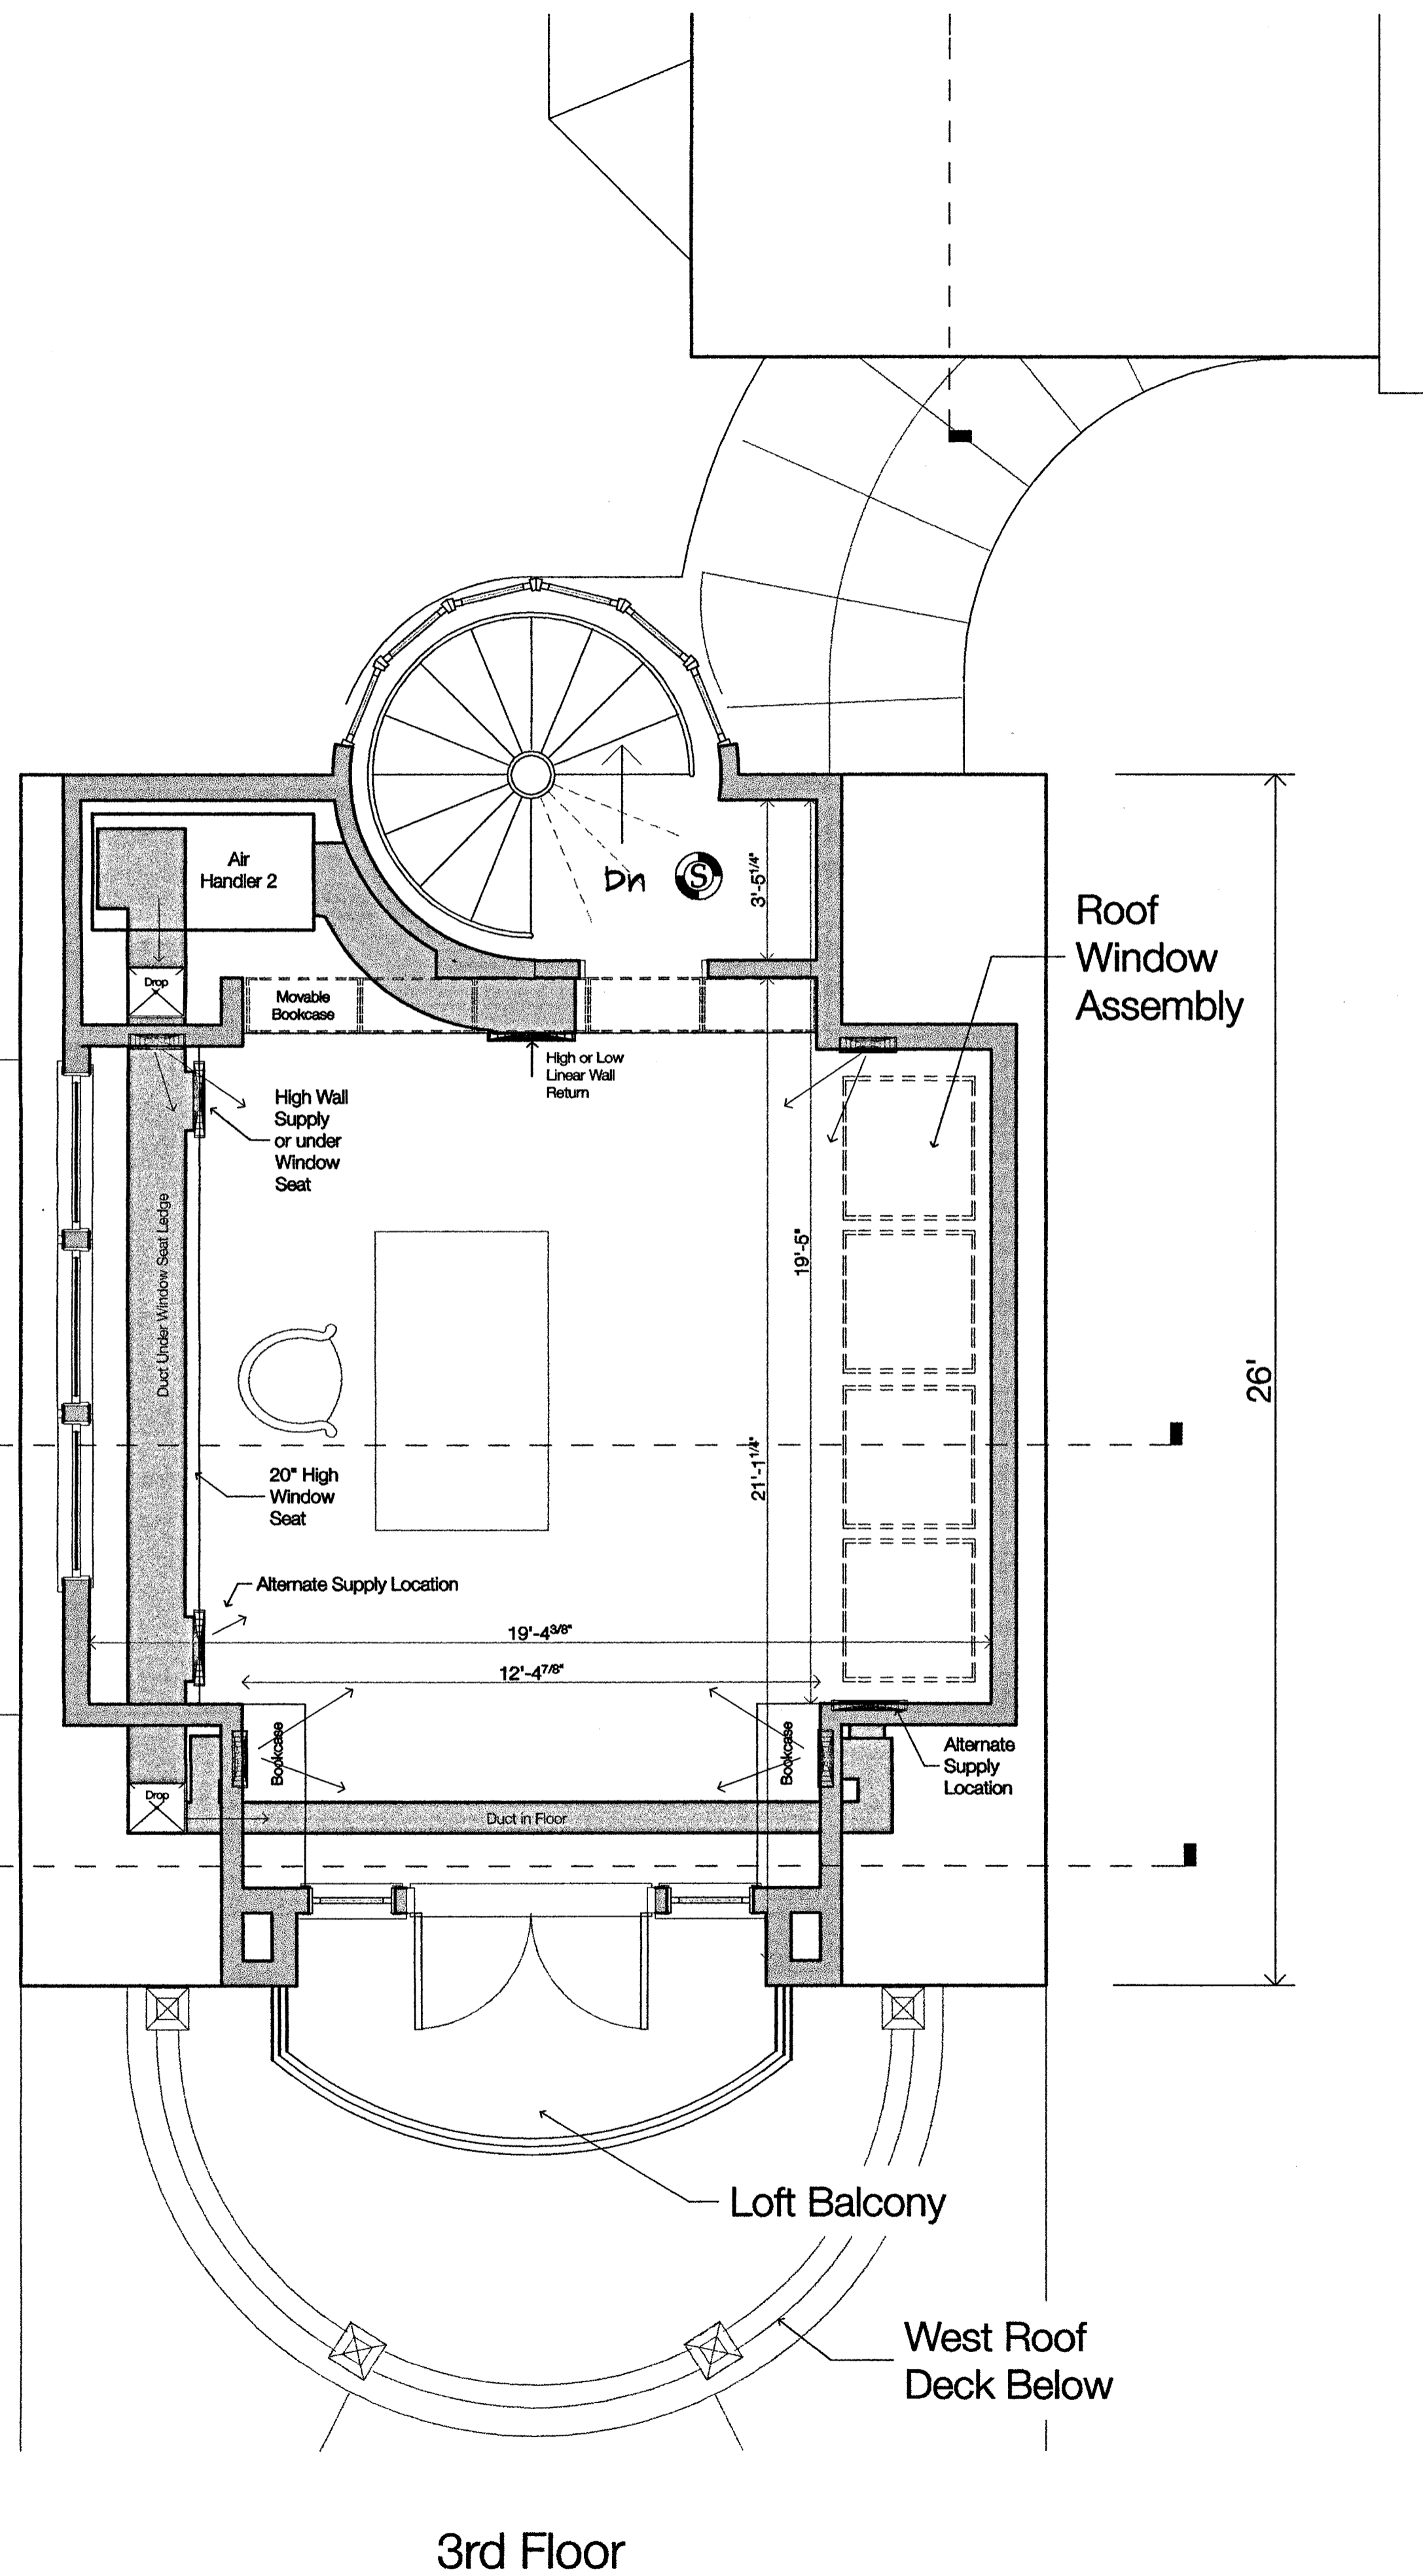 Air
Handler 2
Dn
S
3'-5 1/4"
Roof
Window
Assembly
Drop
Movable
Bookcase
High or Low
Linear Wall
Return
High Wall
Supply
or under
Window
Seat
Duct Under Window Seat Ledge
19'-5"
26'
21'-1 1/4"
20" High
Window
Seat
Alternate Supply Location
19'-4 3/8"
12'-4 7/8"
Bookcase
Bookcase
Alternate
Supply
Location
Drop
Duct in Floor
Loft Balcony
West Roof
Deck Below
3rd Floor